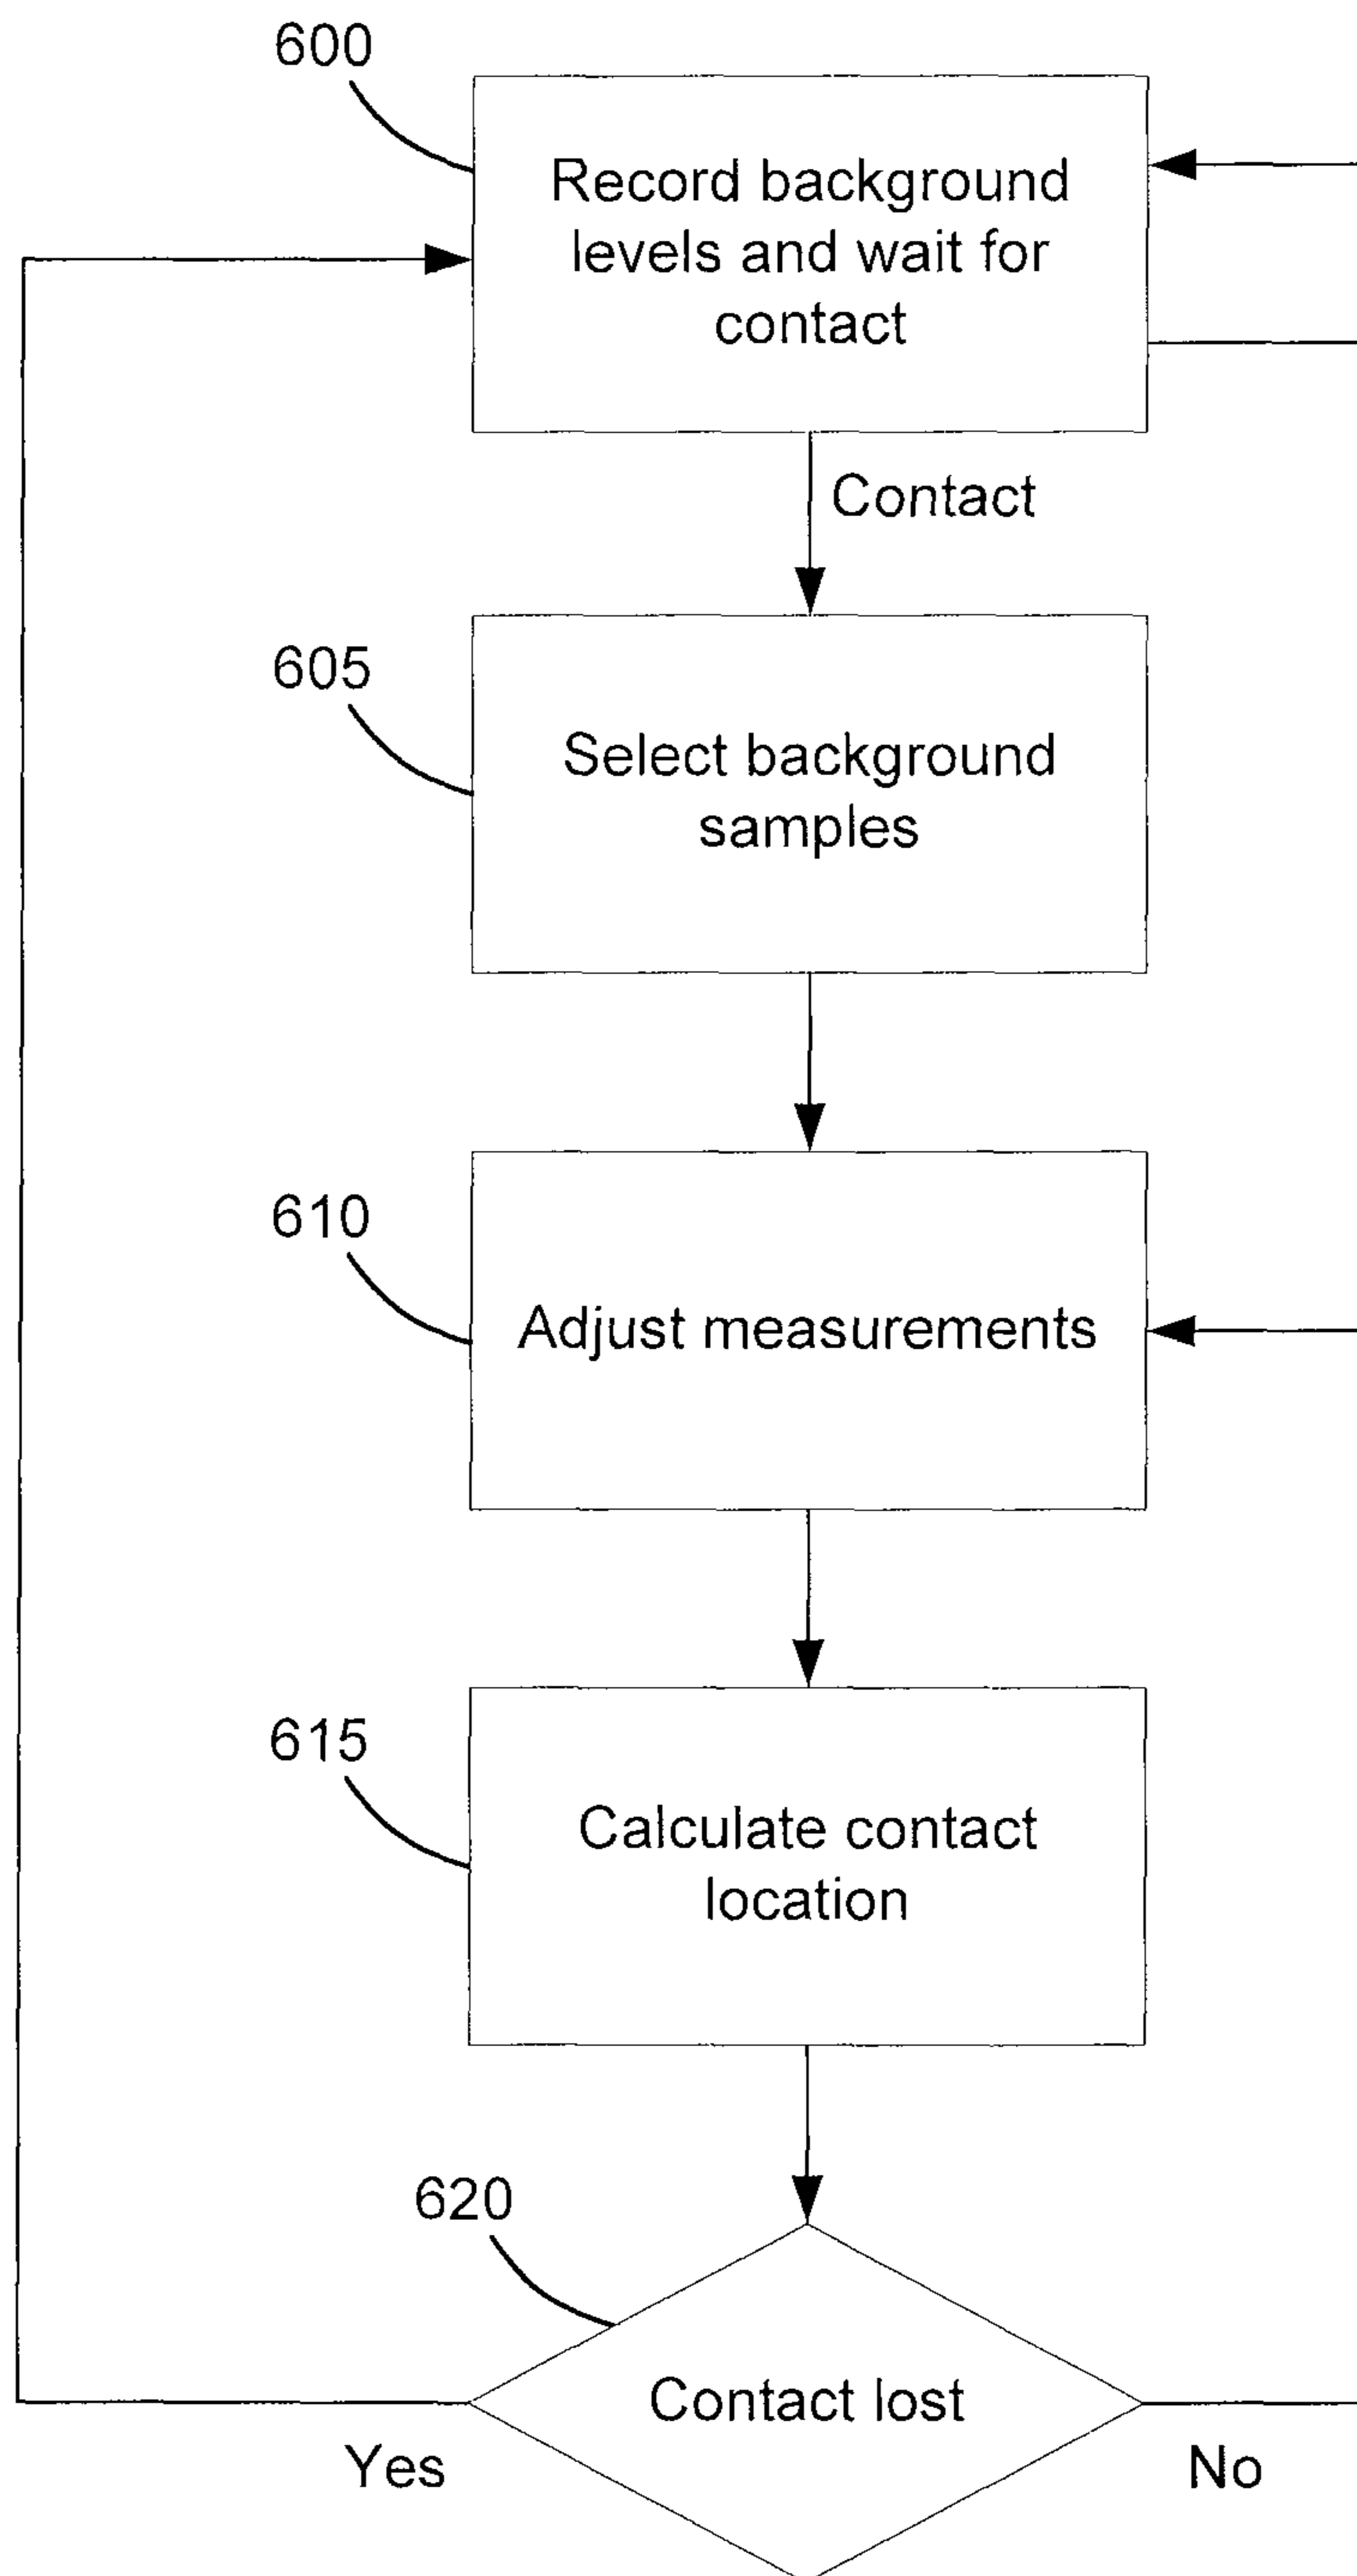 600
Record background
levels and wait for
contact
Contact
605
Select background
samples
610
Adjust measurements
615
Calculate contact
location
620
Contact lost
Yes
No